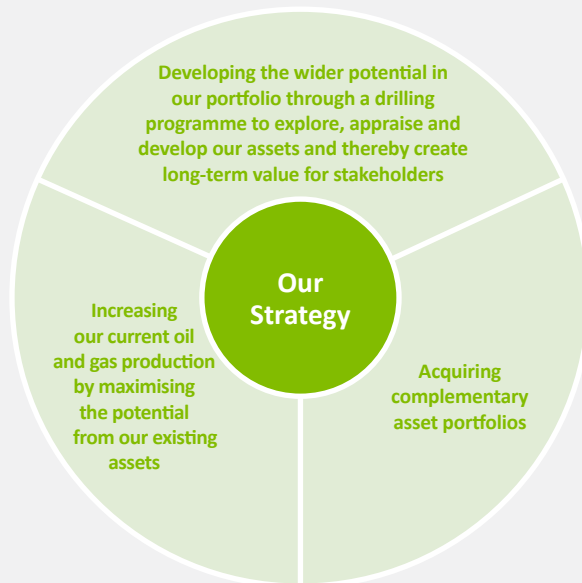 Developing the wider potential in
our portfolio through a drilling
programme to explore, appraise and
develop our assets and thereby create
long-term value for stakeholders
Our
Strategy
Increasing
our current oil
and gas production
by maximising
the potential
from our existing
assets
Acquiring
complementary
asset portfolios